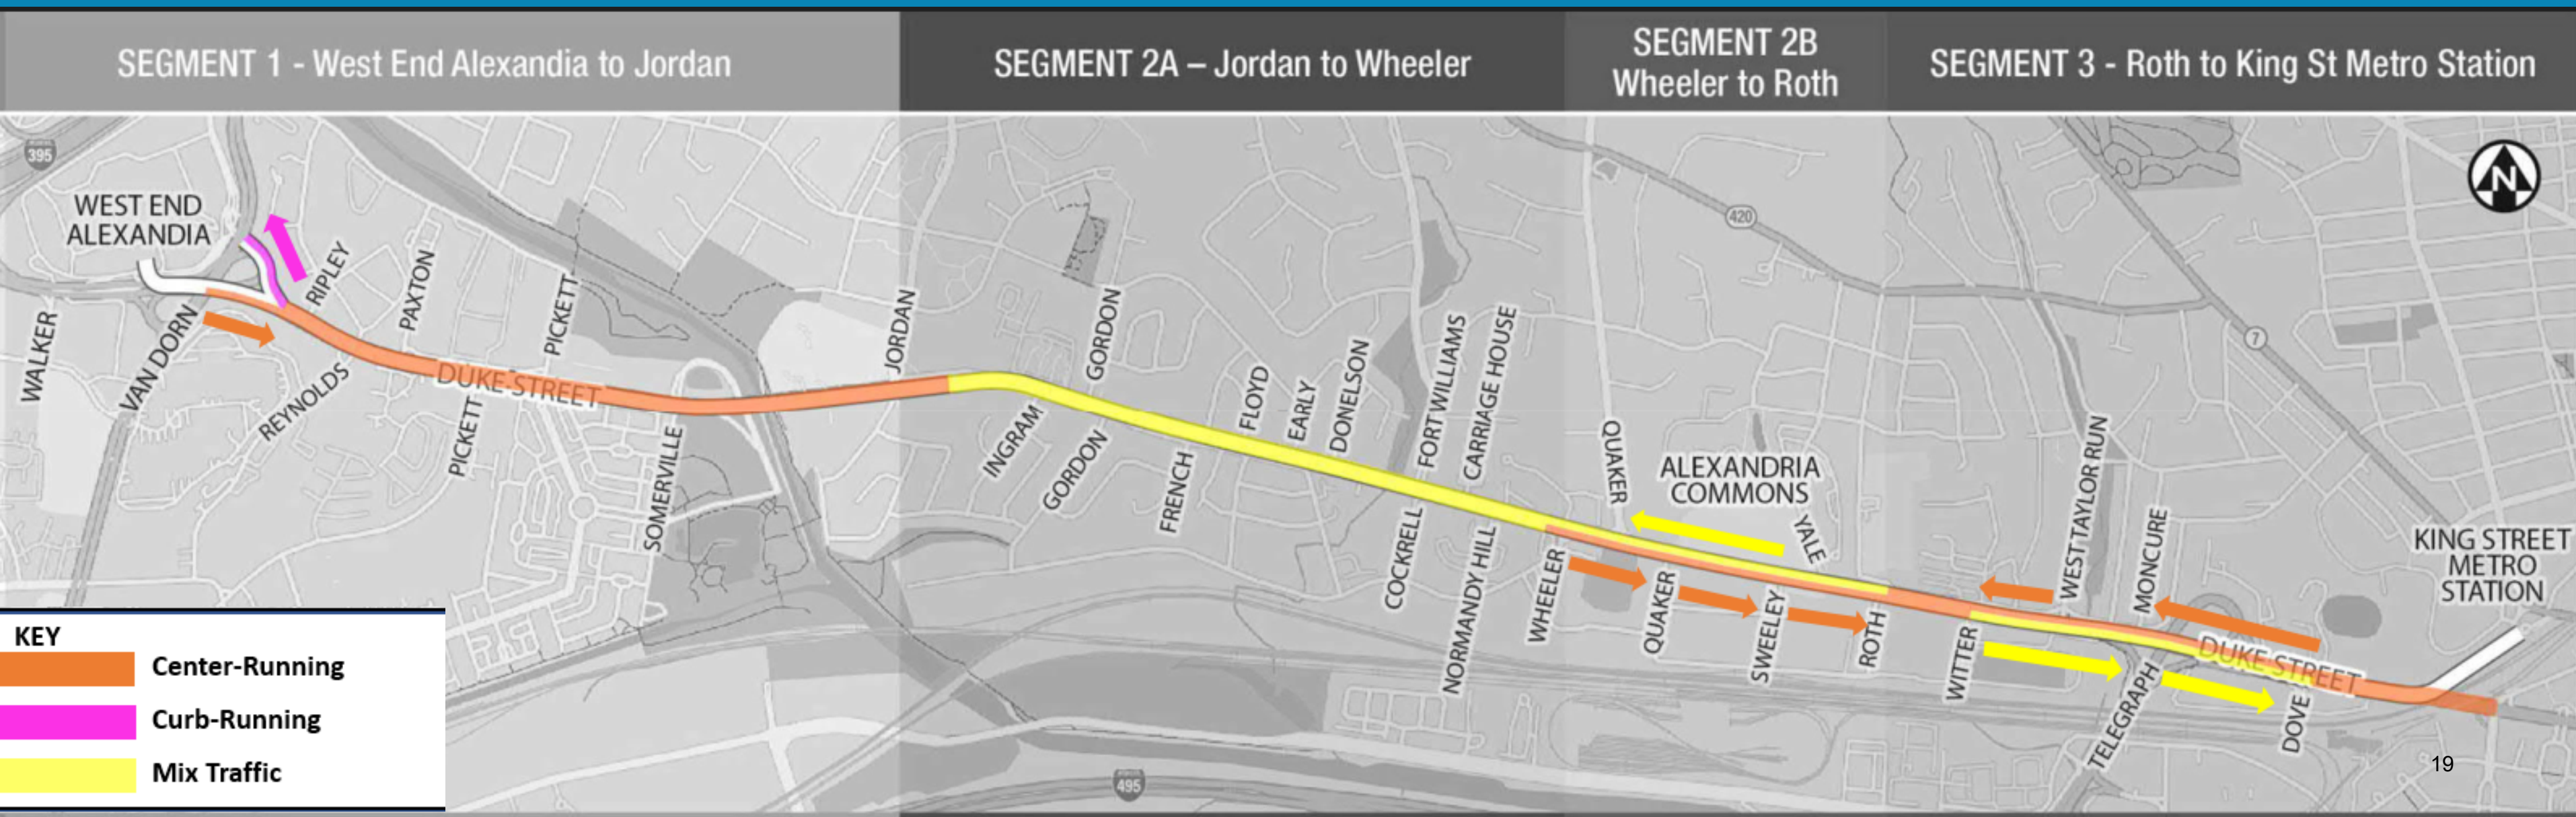 SEGMENT 1 - West End Alexandia to Jordan
SEGMENT 2A – Jordan to Wheeler
SEGMENT 2B
Wheeler to Roth
SEGMENT 3 - Roth to King St Metro Station
395
WEST END
ALEXANDIA
WALKER
VAN DORN
RIPLEY
REYNOLDS
PAXTON
PICKETT
PICKETT
DUKE STREET
SOMERVILLE
JORDAN
INGRAM
GORDON
GORDON
FRENCH
FLOYD
EARLY
DONELSON
FORT WILLIAMS
CARRIAGE HOUSE
COCKRELL
NORMANDY HILL
WHEELER
QUAKER
QUAKER
ALEXANDRIA
COMMONS
YALE
SWEELEY
ROTH
WITTER
WEST TAYLOR RUN
MONCURE
TELEGRAPH
DUKE STREET
DOVE
KING STREET
METRO
STATION
420
7
N
495
KEY
Center-Running
Curb-Running
Mix Traffic
19